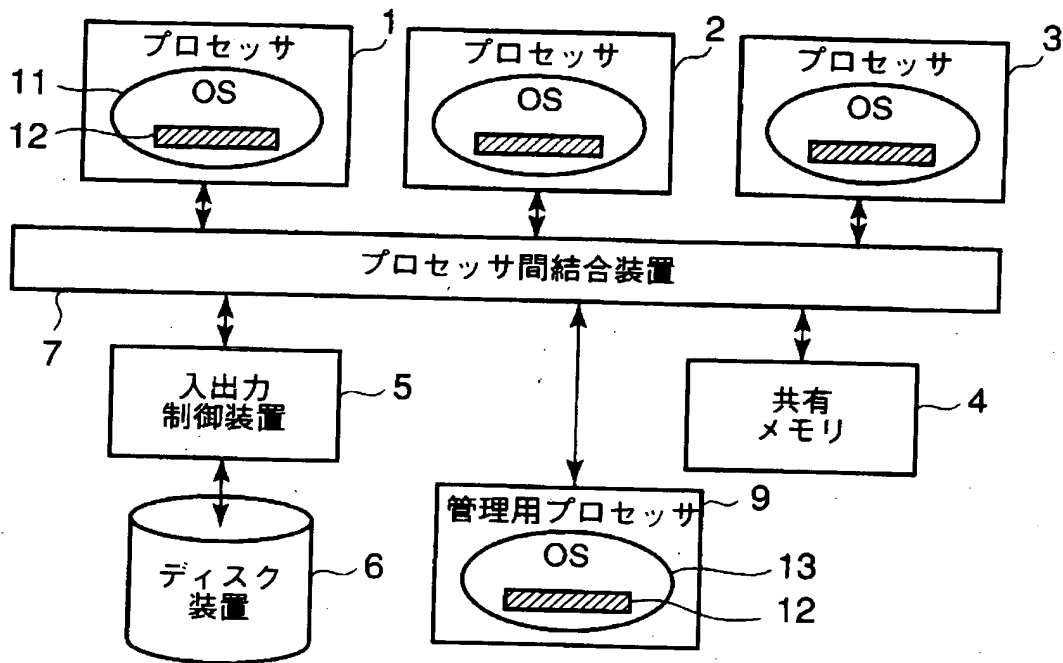 プロセッサ
1
11
OS
12
プロセッサ
2
OS
プロセッサ
3
OS
プロセッサ間結合装置
7
入出力
制御装置
5
共有
メモリ
4
ディスク
装置
6
管理用プロセッサ
9
OS
13
12